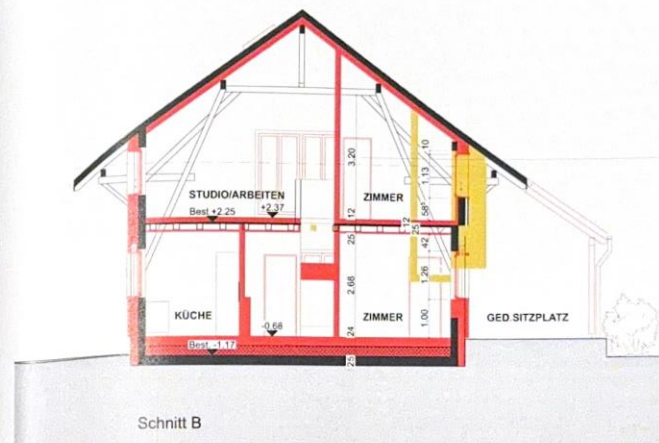 STUDIO/ARBEITEN
Best +2.25
+2.37
ZIMMER
3.20
12
25
2.68
24
25
.10
1.13
58⁵
12
25
.42
1.26
1.00
KÜCHE
-0.68
Best. -1.17
ZIMMER
GED.SITZPLATZ
Schnitt B